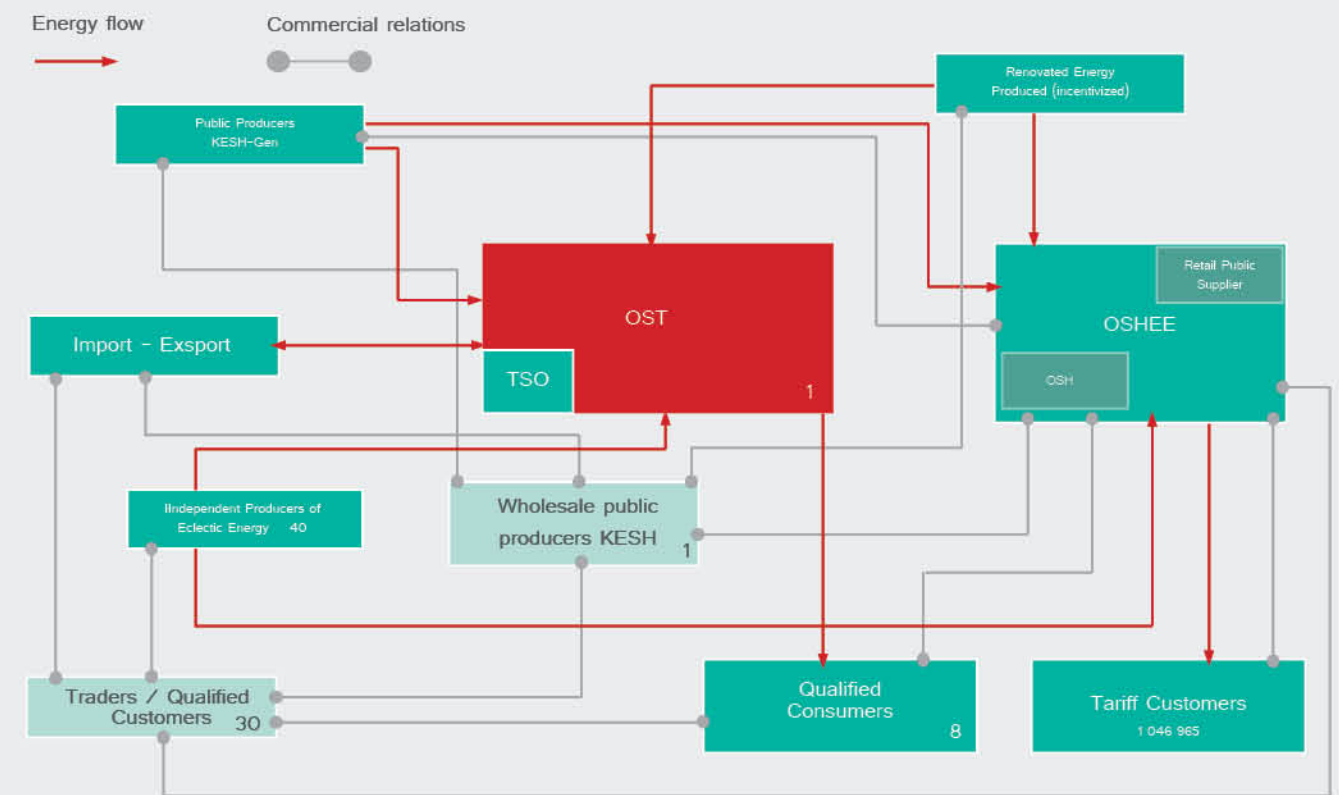 Energy flow
Commercial relations
Renovated Energy
Produced (incentivized)
Public Producers
KESH-Gen
Retail Public
Supplier
OST
OSHEE
Import - Exsport
TSO
1
OSH
IIndependent Producers of
Eclectic Energy 40
Wholesale public
producers KESH
1
Traders / Qualified
Customers 30
Qualified
Consumers
8
Tariff Customers
1 046 965